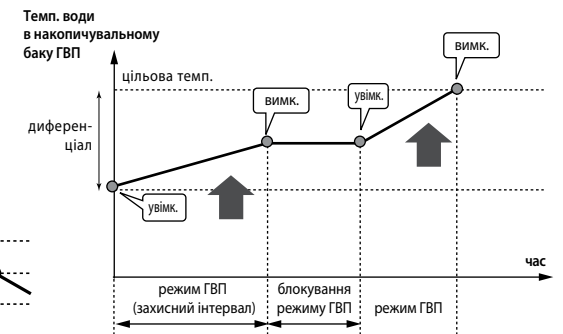 Темп. води
в накопичувальному
баку ГВП
цільова темп.
вимк.
вимк.
увімк.
диферен-
ціал
увімк.
час
режим ГВП
(захисний інтервал)
блокування
режиму ГВП
режим ГВП